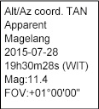 Alt/Az coord. TAN
Apparent
Magelang
2015-07-28
19h30m28s (WIT)
Mag:11.4
FOV:+01°00'00"